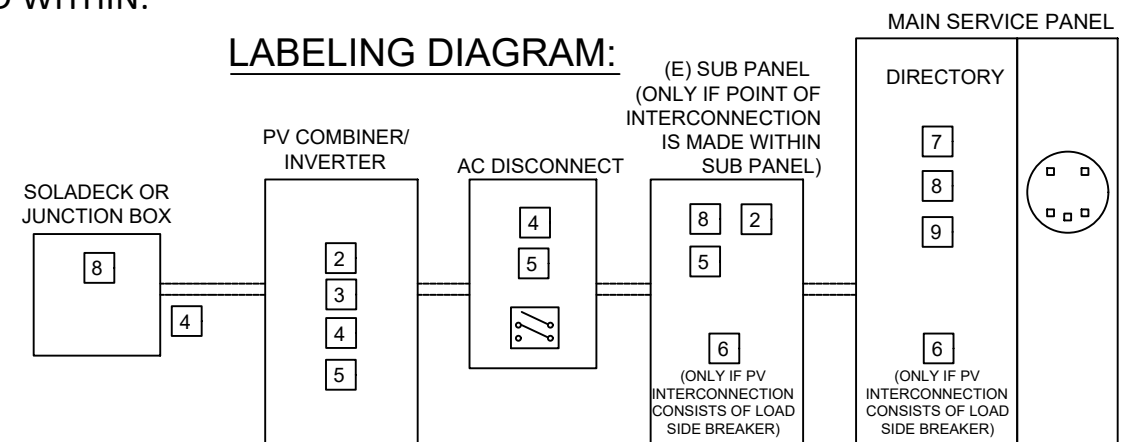 D WITHIN.
LABELING DIAGRAM:
SOLADECK OR
JUNCTION BOX
8
4
PV COMBINER/
INVERTER
2
3
4
5
AC DISCONNECT
4
5
(E) SUB PANEL
(ONLY IF POINT OF
INTERCONNECTION
IS MADE WITHIN
SUB PANEL)
8 2
5
6
(ONLY IF PV
INTERCONNECTION
CONSISTS OF LOAD
SIDE BREAKER)
MAIN SERVICE PANEL
DIRECTORY
7
8
9
6
(ONLY IF PV
INTERCONNECTION
CONSISTS OF LOAD
SIDE BREAKER)